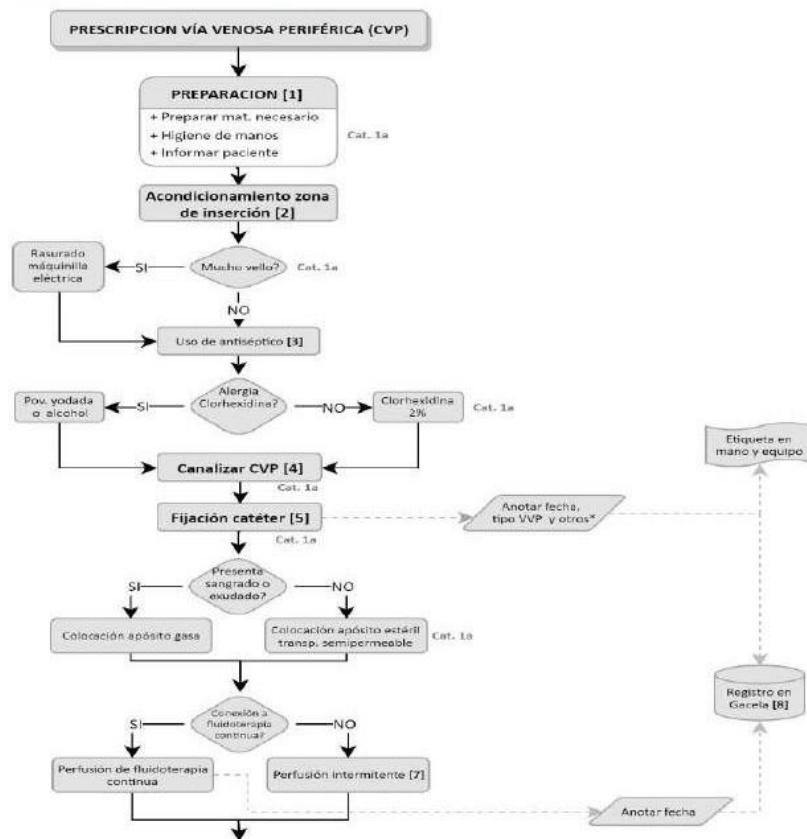 PRESCRIPCION VÍA VENOSA PERIFÉRICA (CVP)
PREPARACION [1]
+ Preparar mat. necesario
+ Higiene de manos
+ Informar paciente
Cat. 1a
Acondicionamiento zona
de inserción [2]
Rasurado
máquinilla
eléctrica
SI
Mucho vello?
Cat. 1a
NO
Uso de antiséptico [3]
Pov. yodada
o alcohol
SI
Alergia
Clorhexidina?
NO
Clorhexidina
2%
Cat. 1a
Etiqueta en
mano y equipo
Canalizar CVP [4]
Cat. 1a
Fijación catéter [5]
Cat. 1a
Anotar fecha,
tipo VVP y otros*
SI
Presenta
sangrado o
exudado?
NO
Colocación apósito gasa
Colocación apósito estéril
transp. semipermeable
Cat. 1a
Registro en
Gacela [8]
SI
Conexión a
fluidoterapia
continua?
NO
Perfusión de fluidoterapia
continua
Perfusión intermitente [7]
Anotar fecha